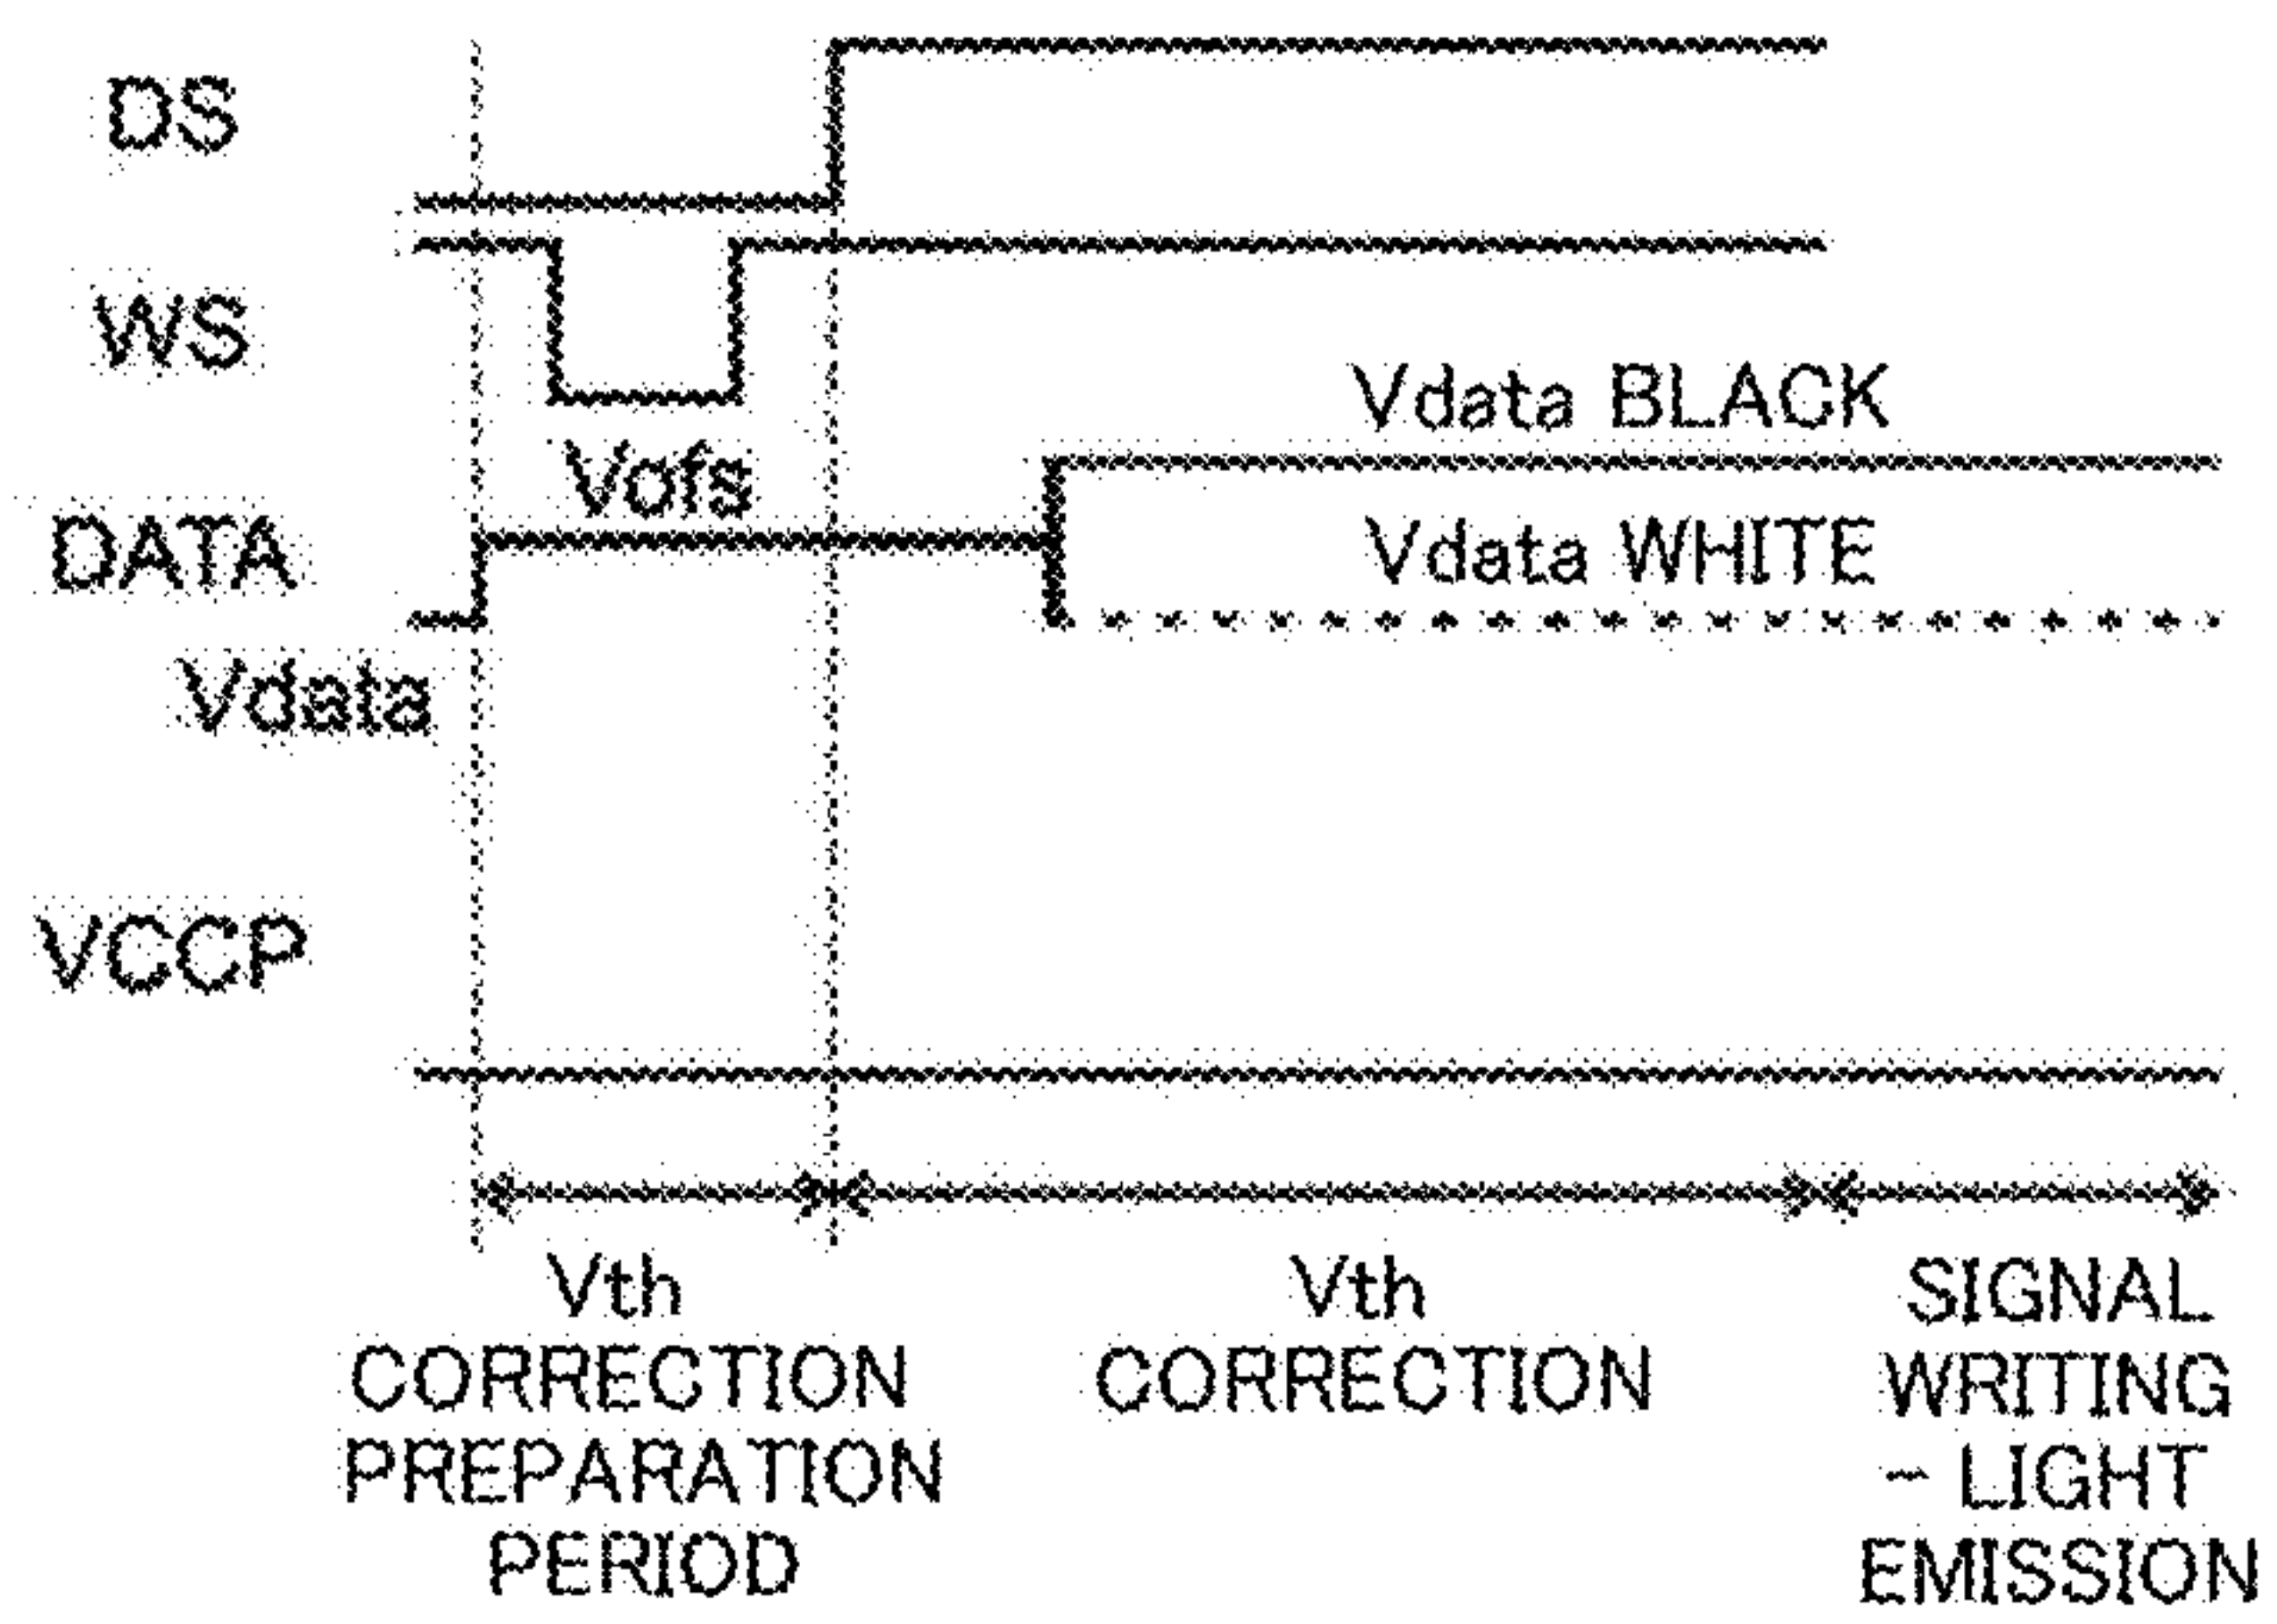 DS
WS
Vdata BLACK
Vofs
DATA
Vdata WHITE
Vdata
VCCP
Vth
CORRECTION
PREPARATION
PERIOD
Vth
CORRECTION
SIGNAL
WRITING
- LIGHT
EMISSION